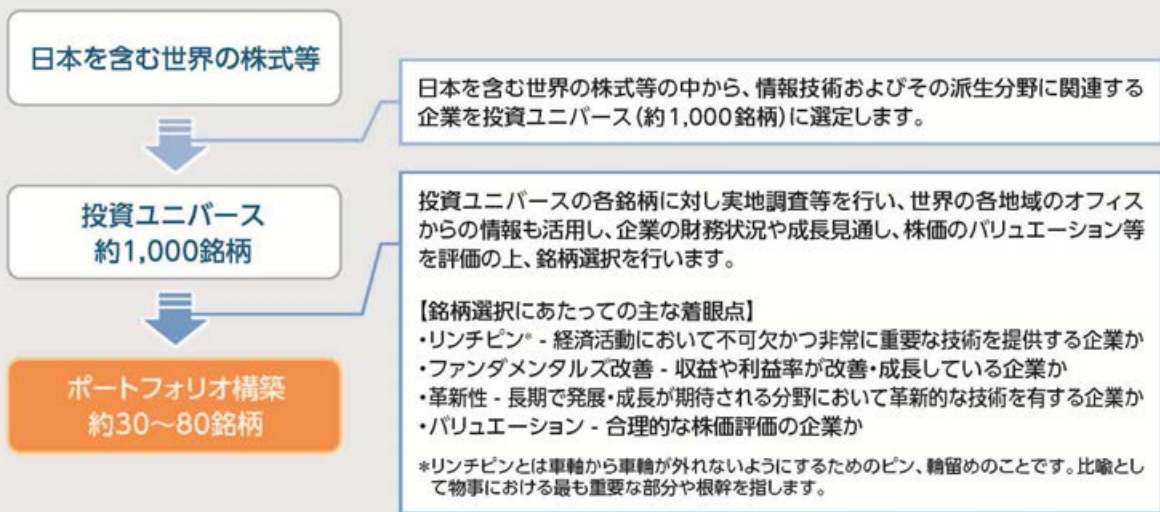 日本を含む世界の株式等
日本を含む世界の株式等の中から、情報技術およびその派生分野に関連する
企業を投資ユニバース(約1,000銘柄)に選定します。
投資ユニバース
約1,000銘柄
投資ユニバースの各銘柄に対し実地調査等を行い、世界の各地域のオフィス
からの情報も活用し、企業の財務状況や成長見通し、株価のバリュエーション等
を評価の上、銘柄選択を行います。
【銘柄選択にあたっての主な着眼点】
・リンチピン* - 経済活動において不可欠かつ非常に重要な技術を提供する企業か
・ファンダメンタルズ改善 - 収益や利益率が改善・成長している企業か
・革新性 - 長期で発展・成長が期待される分野において革新的な技術を有する企業か
・バリュエーション - 合理的な株価評価の企業か
*リンチピンとは車軸から車輪が外れないようにするためのピン、輪留めのことです。比喩とし
て物事における最も重要な部分や根幹を指します。
ポートフォリオ構築
約30～80銘柄